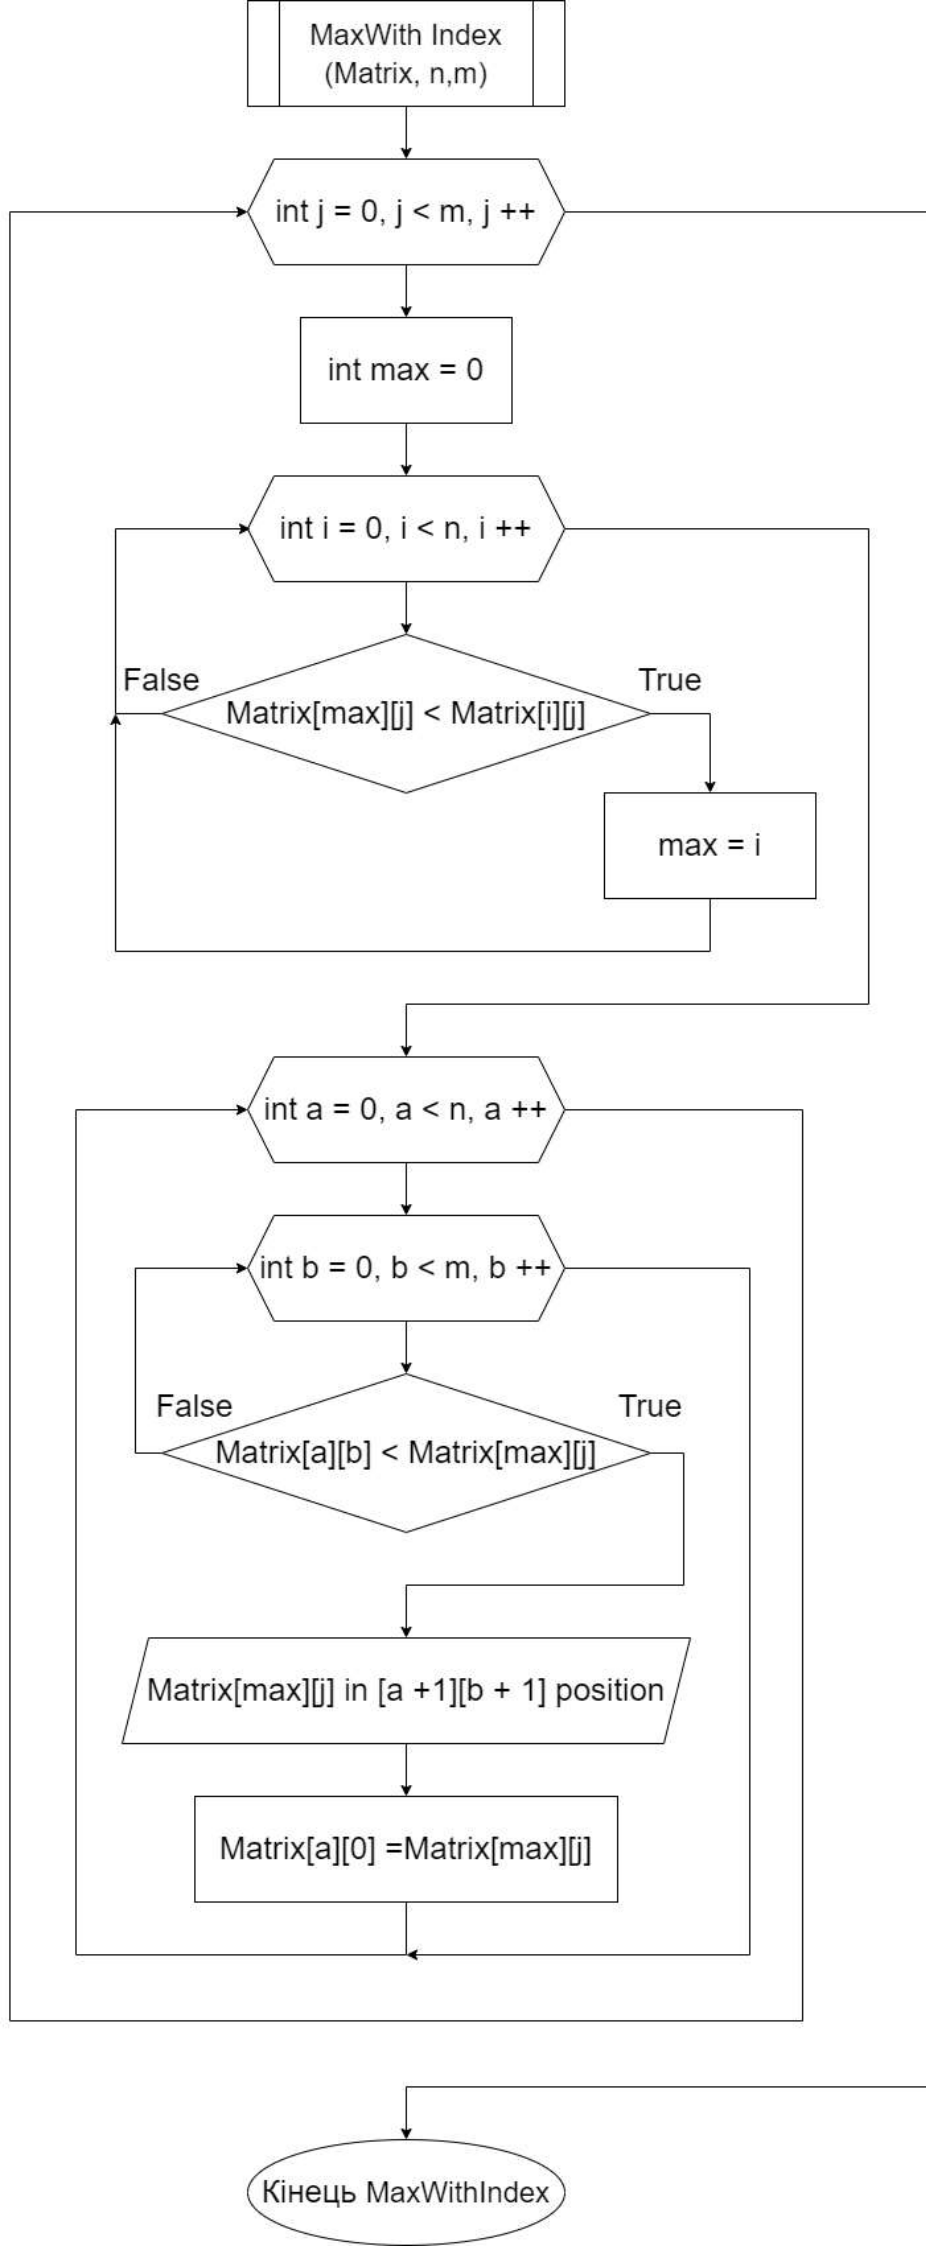 MaxWith Index
(Matrix, n,m)
int j = 0, j < m, j ++
int max = 0
int i = 0, i < n, i ++
False
True
Matrix[max][j] < Matrix[i][j]
max = i
int a = 0, a < n, a ++
int b = 0, b < m, b ++
False
True
Matrix[a][b] < Matrix[max][j]
Matrix[max][j] in [a +1][b + 1] position
Matrix[a][0] =Matrix[max][j]
Кінець MaxWithIndex